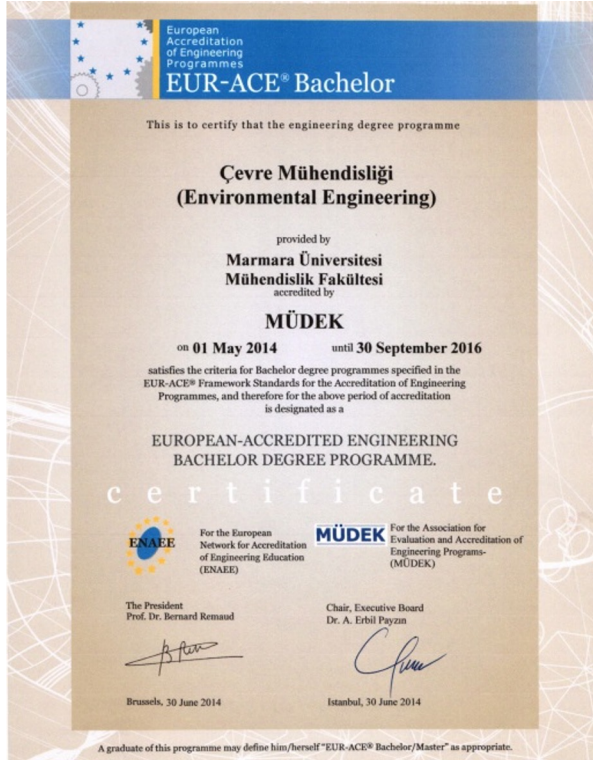 European
Accreditation
of Engineering
Programmes
EUR-ACE® Bachelor
This is to certify that the engineering degree programme
Çevre Mühendisliği
(Environmental Engineering)
provided by
Marmara Üniversitesi
Mühendislik Fakültesi
accredited by
MÜDEK
on 01 May 2014 until 30 September 2016
satisfies the criteria for Bachelor degree programmes specified in the
EUR-ACE® Framework Standards for the Accreditation of Engineering
Programmes, and therefore for the above period of accreditation
is designated as a
EUROPEAN-ACCREDITED ENGINEERING
BACHELOR DEGREE PROGRAMME.
certificate
ENAEE
For the European
Network for Accreditation
of Engineering Education
(ENAEE)
MÜDEK
For the Association for
Evaluation and Accreditation of
Engineering Programs-
(MÜDEK)
The President
Prof. Dr. Bernard Remaud
Chair, Executive Board
Dr. A. Erbil Payzın
Brussels, 30 June 2014
Istanbul, 30 June 2014
A graduate of this programme may define him/herself "EUR-ACE® Bachelor/Master" as appropriate.